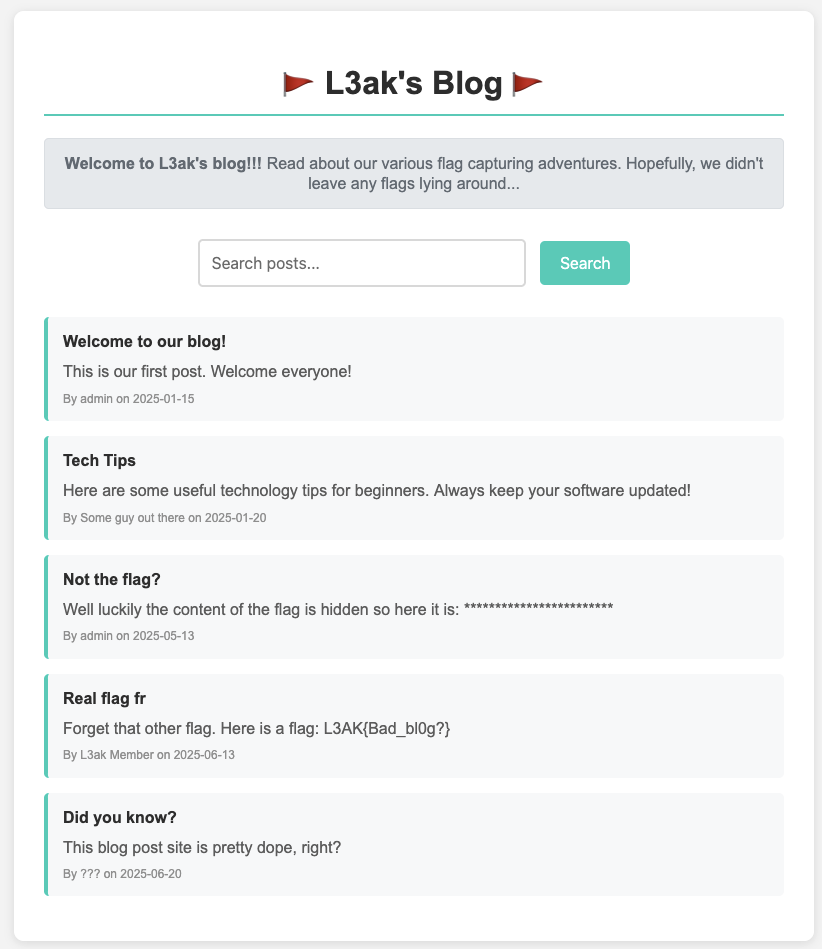 🚩 L3ak's Blog 🚩
Welcome to L3ak's blog!!! Read about our various flag capturing adventures. Hopefully, we didn't
leave any flags lying around...
Search posts... Search
Welcome to our blog!
This is our first post. Welcome everyone!
By admin on 2025-01-15
Tech Tips
Here are some useful technology tips for beginners. Always keep your software updated!
By Some guy out there on 2025-01-20
Not the flag?
Well luckily the content of the flag is hidden so here it is: ************************
By admin on 2025-05-13
Real flag fr
Forget that other flag. Here is a flag: L3AK{Bad_bl0g?}
By L3ak Member on 2025-06-13
Did you know?
This blog post site is pretty dope, right?
By ??? on 2025-06-20